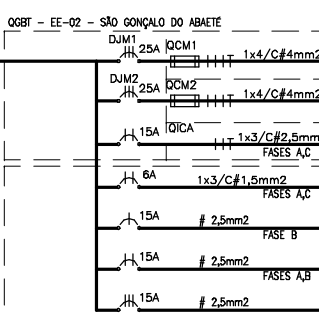 QGBT - EE-02 - SÃO GONÇALO DO ABAETÉ
DJM1 25A QCM1 1x4/C#4mm2
DJM2 25A QCM2 1x4/C#4mm2
15A QICA 1x3/C#2,5mm
FASES A,C
6A 1x3/C#1,5mm2
FASES A,C
15A # 2,5mm2
FASE B
15A # 2,5mm2
FASES A,B
15A # 2,5mm2